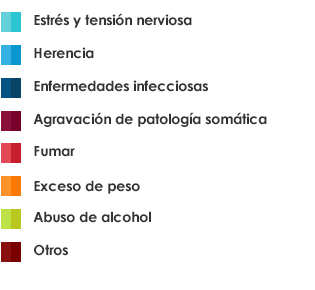 Estrés y tensión nerviosa
Herencia
Enfermedades infecciosas
Agravación de patología somática
Fumar
Exceso de peso
Abuso de alcohol
Otros